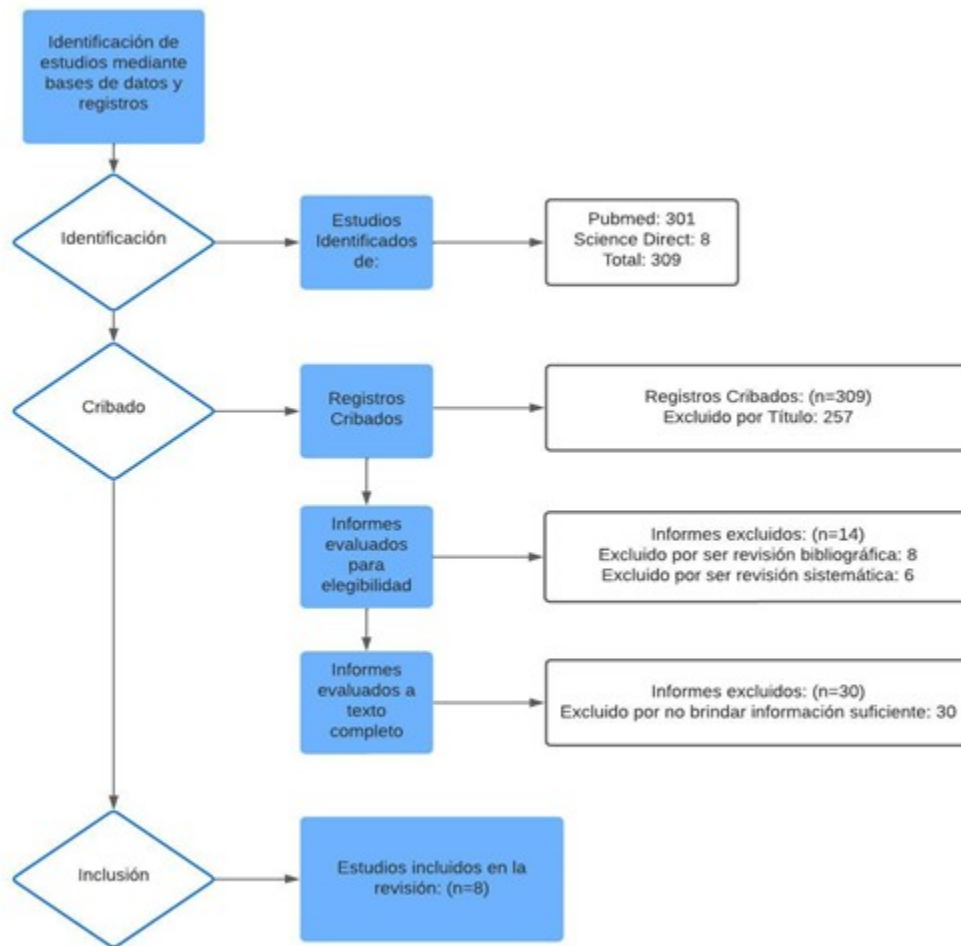 Identificación de
estudios mediante
bases de datos y
registros
Identificación
Estudios
Identificados
de:
Pubmed: 301
Science Direct: 8
Total: 309
Cribado
Registros
Cribados
Registros Cribados: (n=309)
Excluido por Título: 257
Informes
evaluados
para
elegibilidad
Informes excluidos: (n=14)
Excluido por ser revisión bibliográfica: 8
Excluido por ser revisión sistemática: 6
Informes
evaluados a
texto
completo
Informes excluidos: (n=30)
Excluido por no brindar información suficiente: 30
Inclusión
Estudios incluidos en la
revisión: (n=8)